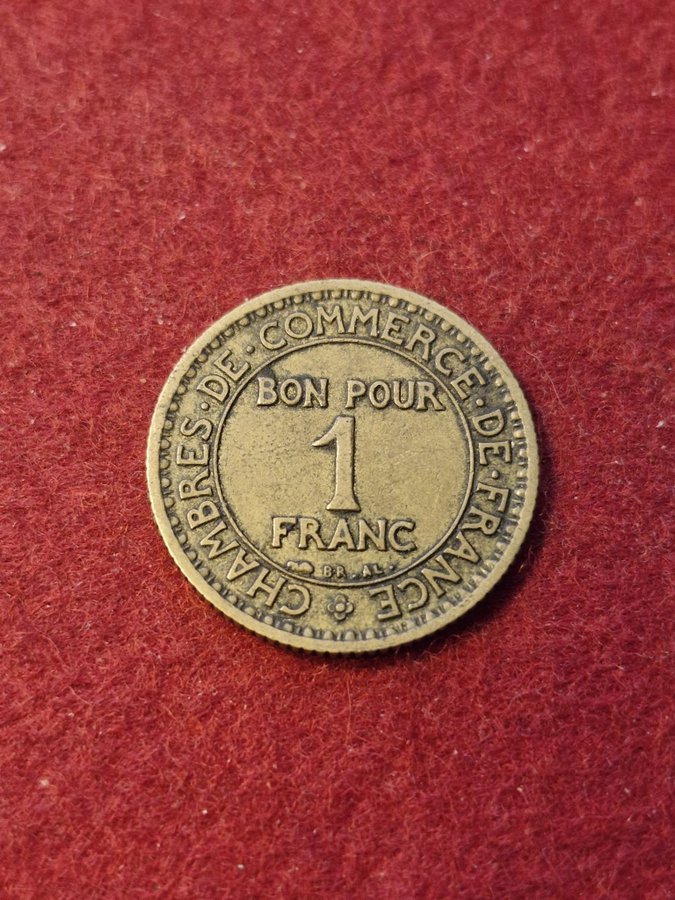 CHAMBRES·DE·COMMERCE·DE·FRANCE
BON POUR
1
FRANC
BR.AL.